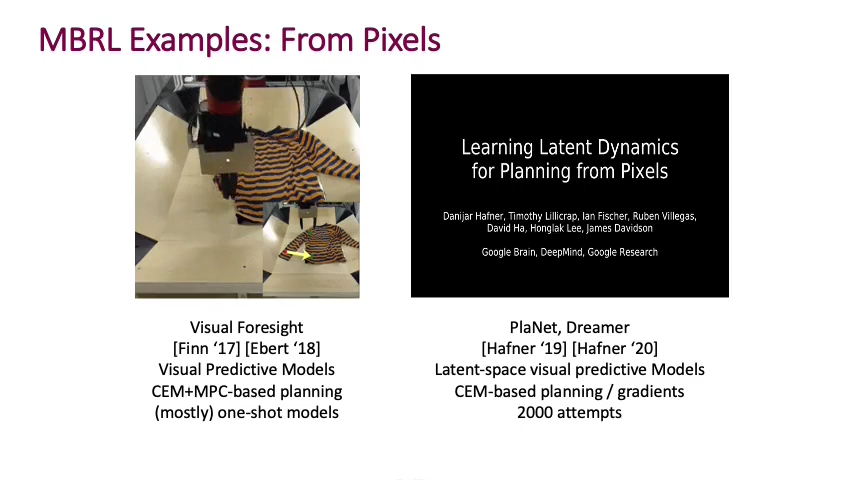 MBRL Examples: From Pixels
Learning Latent Dynamics
for Planning from Pixels
Danijar Hafner, Timothy Lillicrap, Ian Fischer, Ruben Villegas,
David Ha, Honglak Lee, James Davidson
Google Brain, DeepMind, Google Research
Visual Foresight
[Finn ‘17] [Ebert ‘18]
Visual Predictive Models
CEM+MPC-based planning
(mostly) one-shot models
PlaNet, Dreamer
[Hafner ‘19] [Hafner ‘20]
Latent-space visual predictive Models
CEM-based planning / gradients
2000 attempts